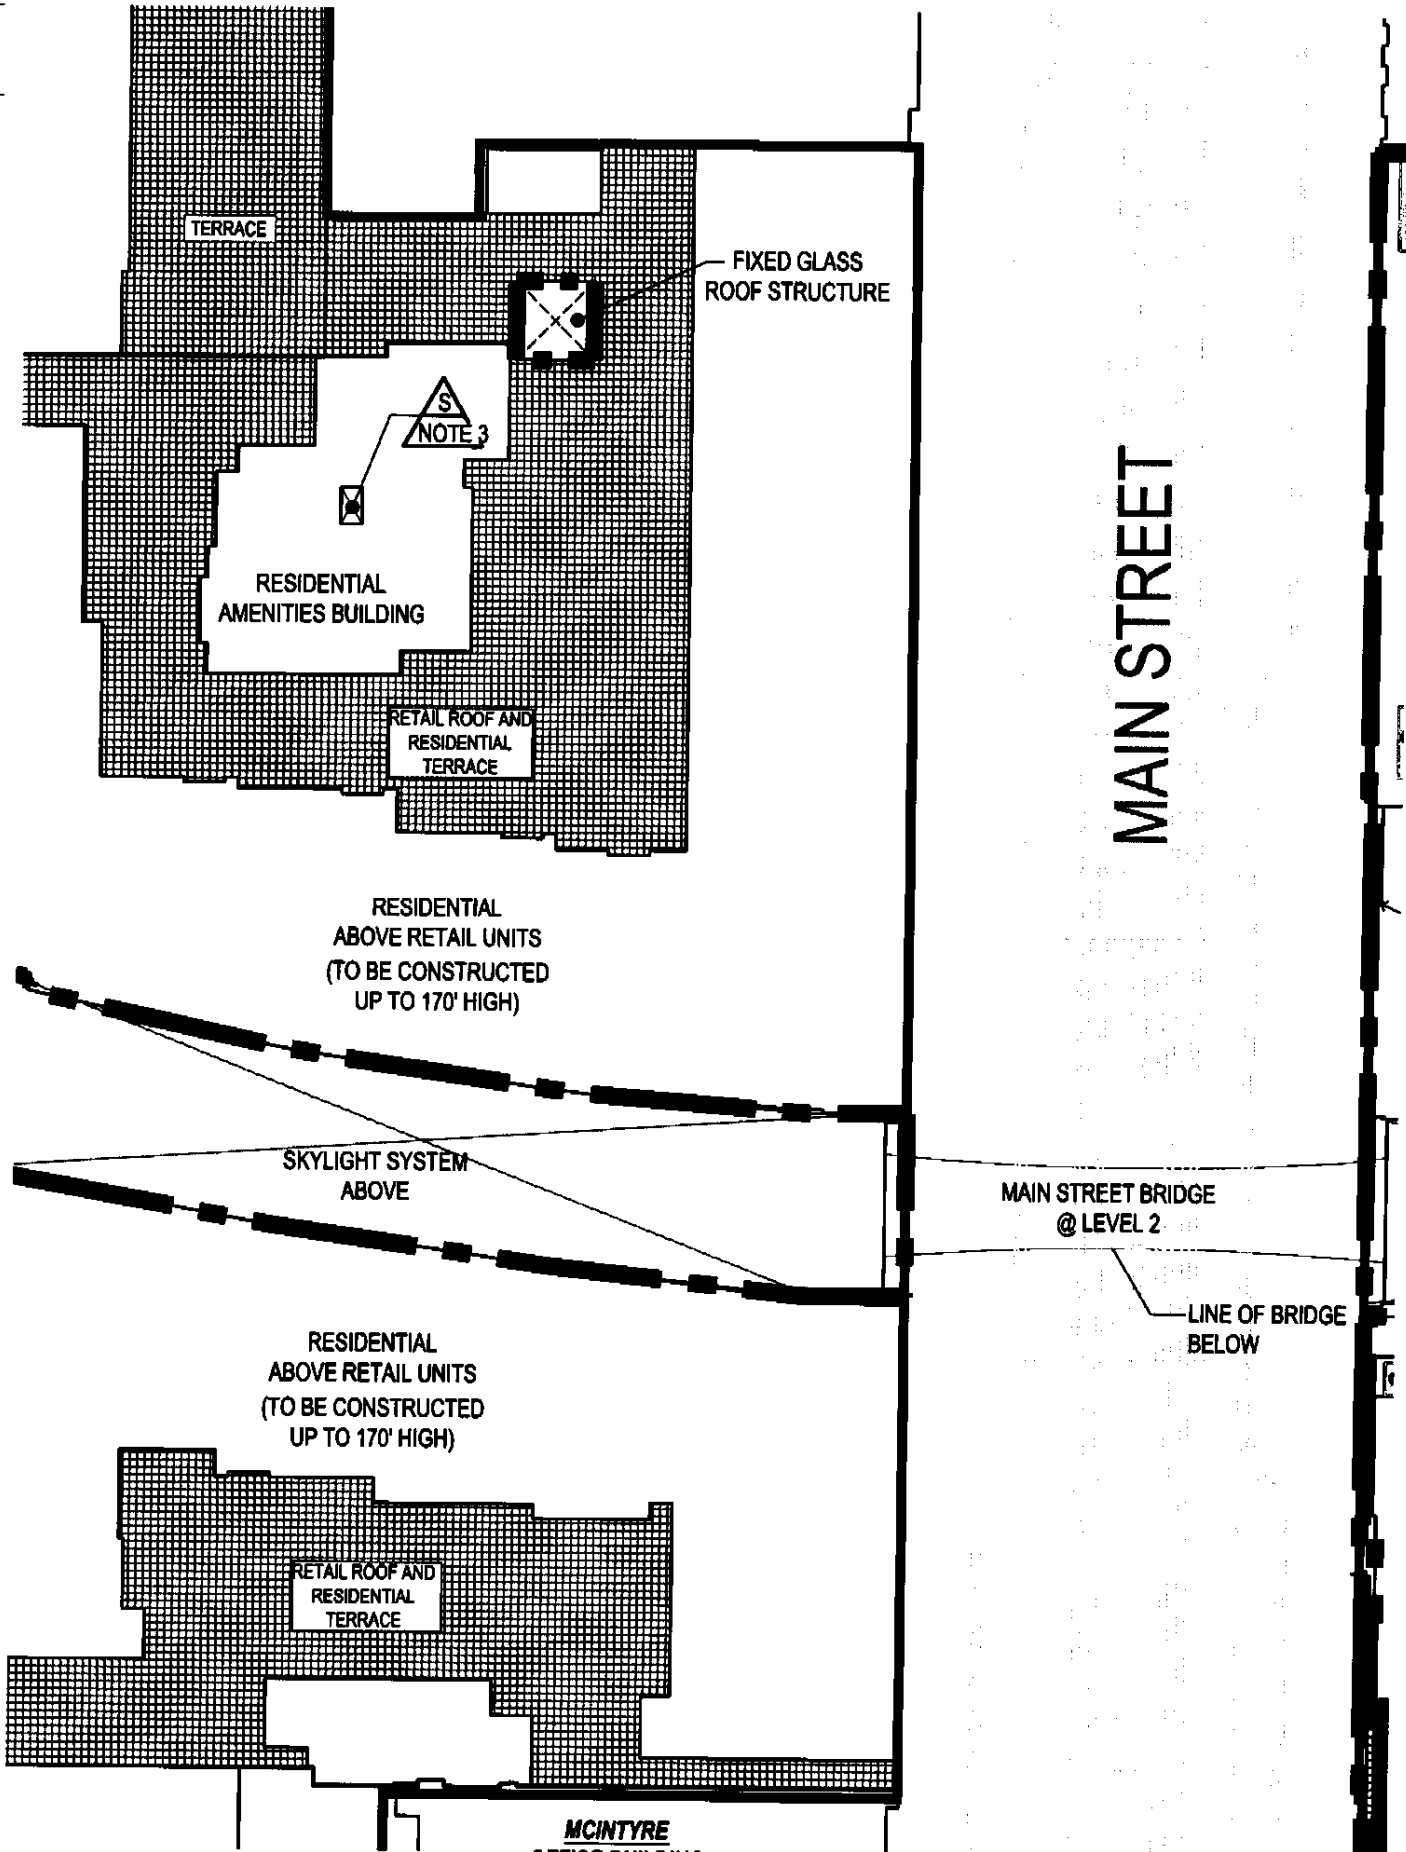 TERRACE
FIXED GLASS
ROOF STRUCTURE
S
NOTE 3
MAIN STREET
RESIDENTIAL
AMENITIES BUILDING
RETAIL ROOF AND
RESIDENTIAL
TERRACE
RESIDENTIAL
ABOVE RETAIL UNITS
(TO BE CONSTRUCTED
UP TO 170' HIGH)
SKYLIGHT SYSTEM
ABOVE
MAIN STREET BRIDGE
@ LEVEL 2
LINE OF BRIDGE
BELOW
RESIDENTIAL
ABOVE RETAIL UNITS
(TO BE CONSTRUCTED
UP TO 170' HIGH)
RETAIL ROOF AND
RESIDENTIAL
TERRACE
MCINTYRE